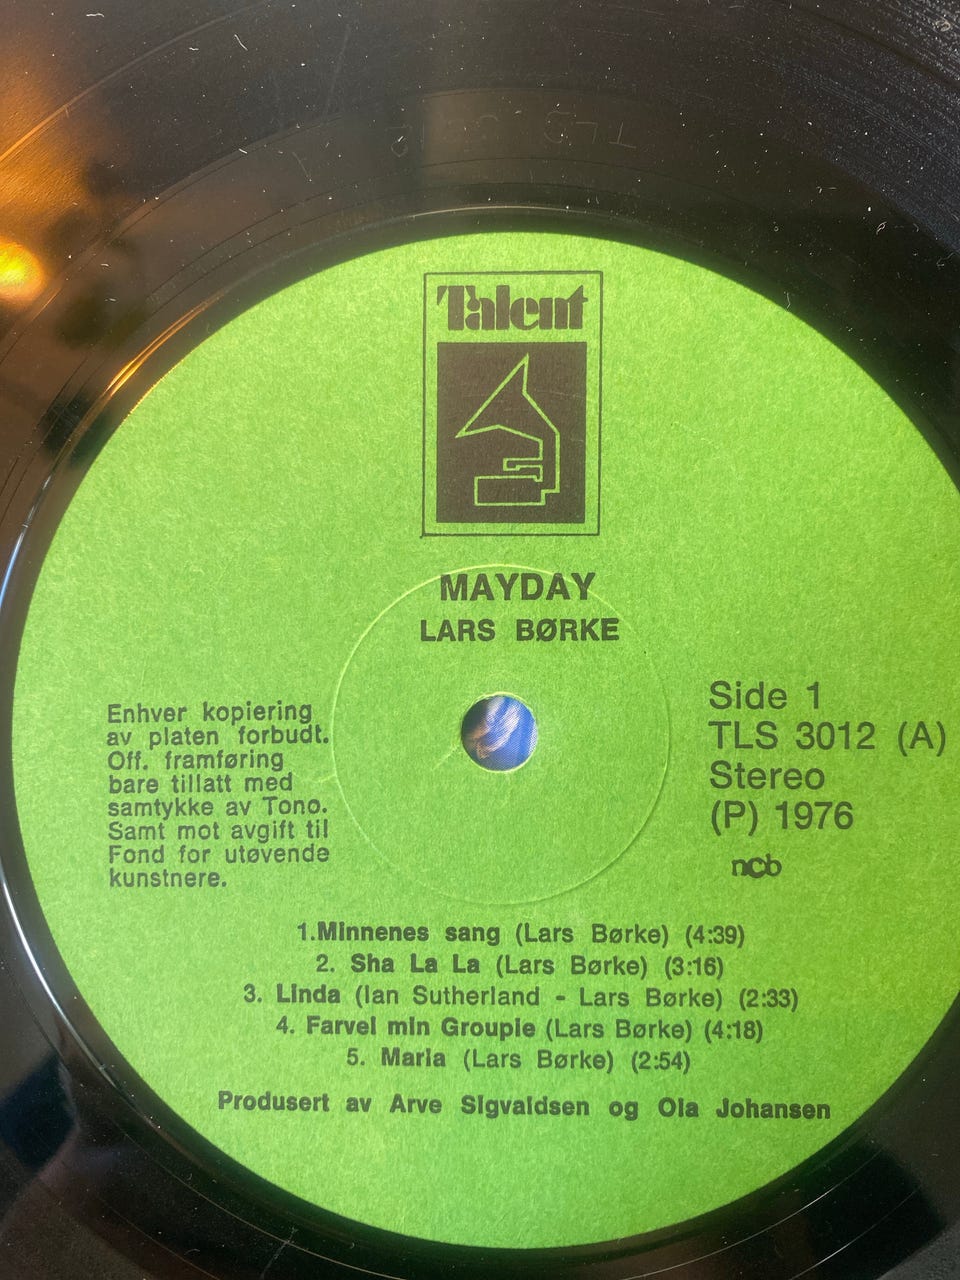 TLS 3012
Talent
MAYDAY
LARS BØRKE
Enhver kopiering
av platen forbudt.
Off. framføring
bare tillatt med
samtykke av Tono.
Samt mot avgift til
Fond for utøvende
kunstnere.
Side 1
TLS 3012 (A)
Stereo
(P) 1976
ncb
1.Minnenes sang (Lars Børke) (4:39)
2. Sha La La (Lars Børke) (3:16)
3. Linda (Ian Sutherland - Lars Børke) (2:33)
4. Farvel min Groupie (Lars Børke) (4:18)
5. Maria (Lars Børke) (2:54)
Produsert av Arve Sigvaldsen og Ola Johansen